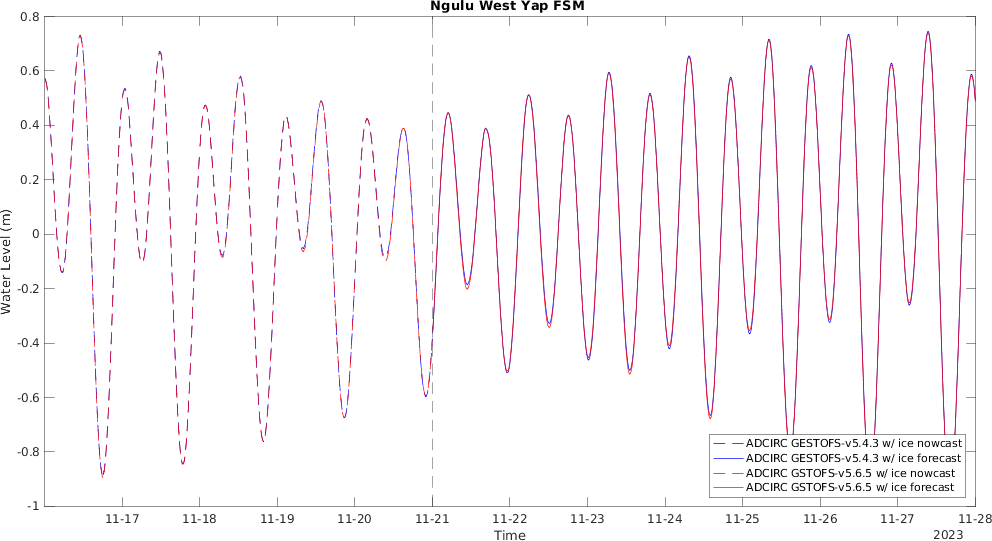 Ngulu West Yap FSM
0.8
0.6
0.4
0.2
0
-0.2
-0.4
-0.6
-0.8
-1
Water Level (m)
ADCIRC GESTOFS-v5.4.3 w/ ice nowcast
ADCIRC GESTOFS-v5.4.3 w/ ice forecast
ADCIRC GSTOFS-v5.6.5 w/ ice nowcast
ADCIRC GSTOFS-v5.6.5 w/ ice forecast
11-17 11-18 11-19 11-20 11-21 11-22 11-23 11-24 11-25 11-26 11-27 11-28
Time
2023